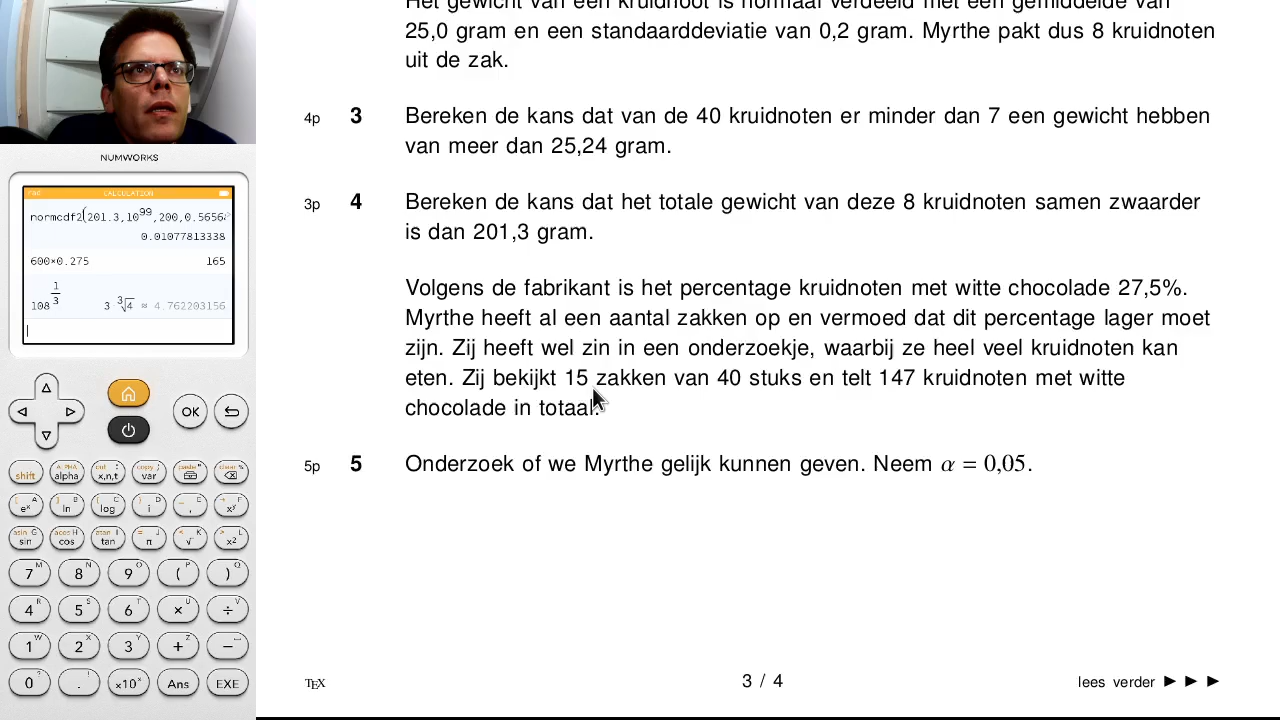 Het gewicht van een kruidnoot is normaal verdeeld met een gemiddelde van
25,0 gram en een standaarddeviatie van 0,2 gram. Myrthe pakt dus 8 kruidnoten
uit de zak.
4p 3 Bereken de kans dat van de 40 kruidnoten er minder dan 7 een gewicht hebben
van meer dan 25,24 gram.
3p 4 Bereken de kans dat het totale gewicht van deze 8 kruidnoten samen zwaarder
is dan 201,3 gram.
Volgens de fabrikant is het percentage kruidnoten met witte chocolade 27,5%.
Myrthe heeft al een aantal zakken op en vermoed dat dit percentage lager moet
zijn. Zij heeft wel zin in een onderzoekje, waarbij ze heel veel kruidnoten kan
eten. Zij bekijkt 15 zakken van 40 stuks en telt 147 kruidnoten met witte
chocolade in totaal.
5p 5 Onderzoek of we Myrthe gelijk kunnen geven. Neem α = 0,05.
TEX 3 / 4 lees verder ►►►
NUMWORKS
CALCULATION
normcdf2(201.3,10^99,200,0.5656
0.01077813338
600×0.275 165
108^(1/3) 3 ∛4 ≈ 4.762203156
OK
shift alpha x,n,t var
e^x ln log i , x^y
sin cos tan π √ x²
7 8 9 ( )
4 5 6 × ÷
1 2 3 + −
0 . ×10^x Ans EXE